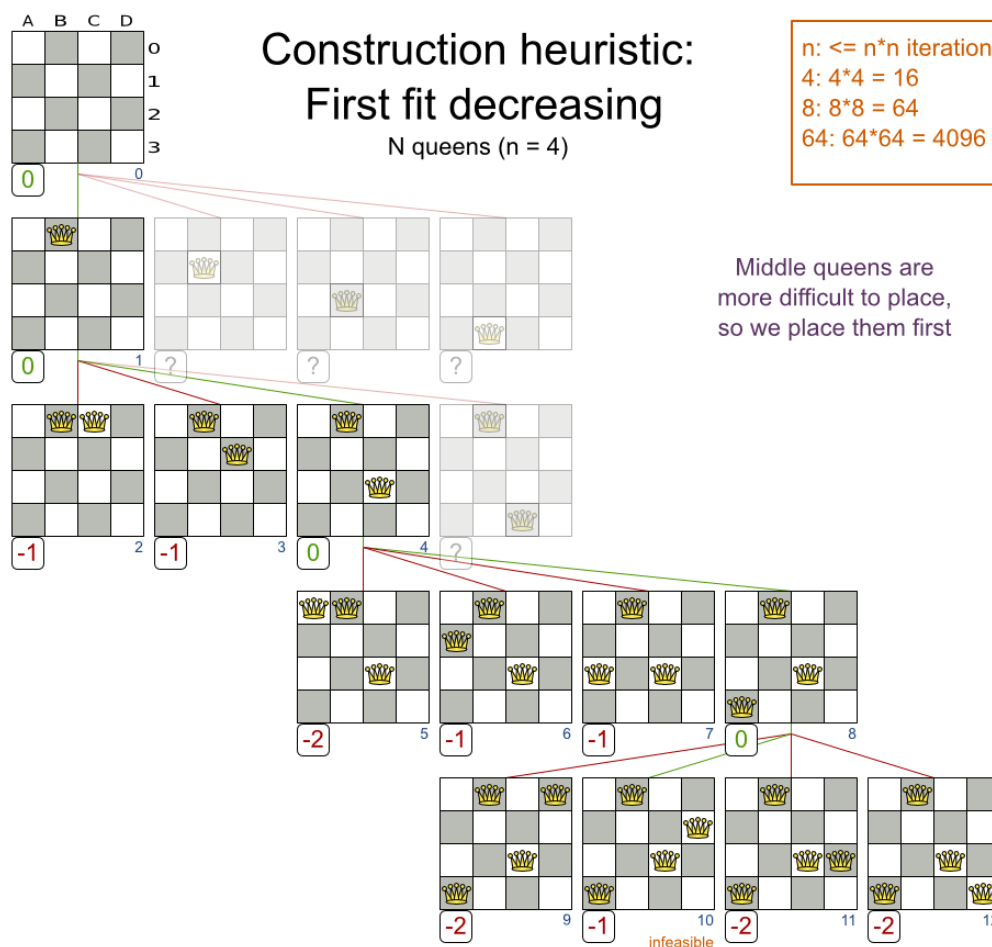 A B C D
0
1
2
3
Construction heuristic:
First fit decreasing
N queens (n = 4)
n: <= n*n iteration
4: 4*4 = 16
8: 8*8 = 64
64: 64*64 = 4096
0 0
Middle queens are
more difficult to place,
so we place them first
0 1 ? ? ?
-1 2 -1 3 0 4 ?
-2 5 -1 6 -1 7 0 8
-2 9 -1 10 -2 11 -2 12
infeasible